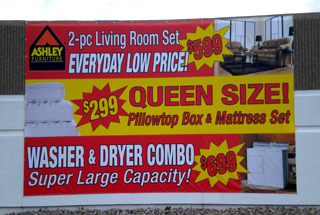 ASHLEY
FURNITURE
2-pc Living Room Set
$599
EVERYDAY LOW PRICE!
$299
QUEEN SIZE!
Pillowtop Box & Mattress Set
WASHER & DRYER COMBO
$699
Super Large Capacity!